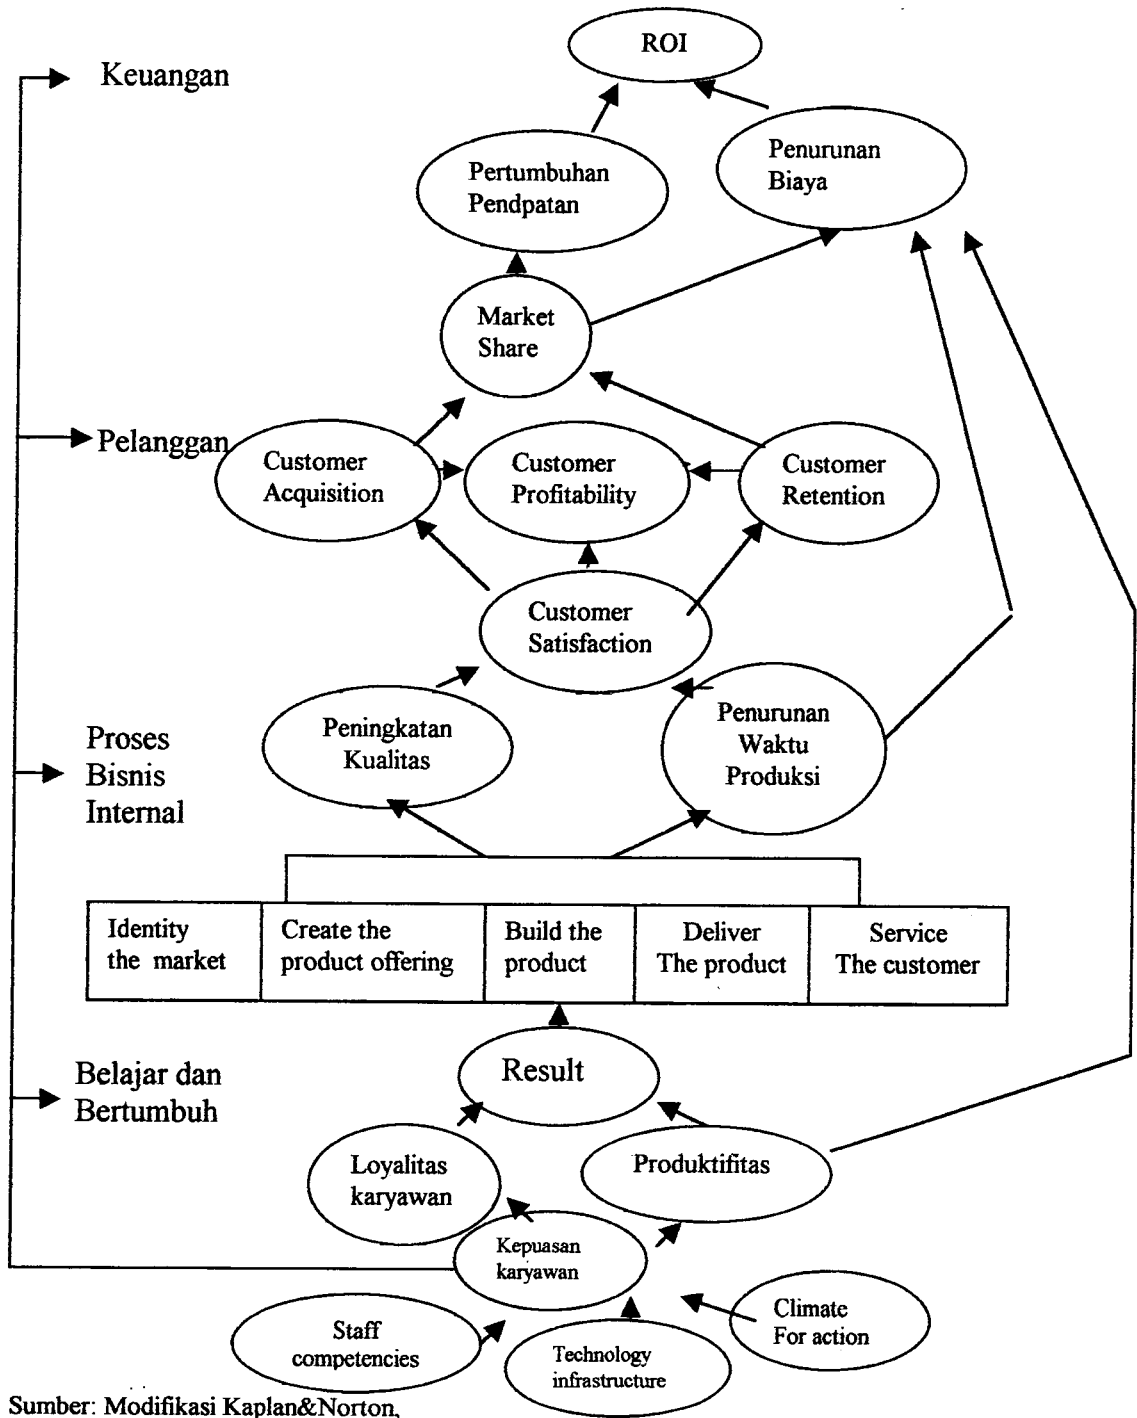 ROI
Keuangan
Penurunan
Biaya
Pertumbuhan
Pendpatan
Market
Share
Pelanggan
Customer
Acquisition
Customer
Profitability
Customer
Retention
Customer
Satisfaction
Proses
Bisnis
Internal
Peningkatan
Kualitas
Penurunan
Waktu
Produksi
Identity
the market
Create the
product offering
Build the
product
Deliver
The product
Service
The customer
Belajar dan
Bertumbuh
Result
Loyalitas
karyawan
Produktifitas
Kepuasan
karyawan
Staff
competencies
Technology
infrastructure
Climate
For action
Sumber: Modifikasi Kaplan&Norton,